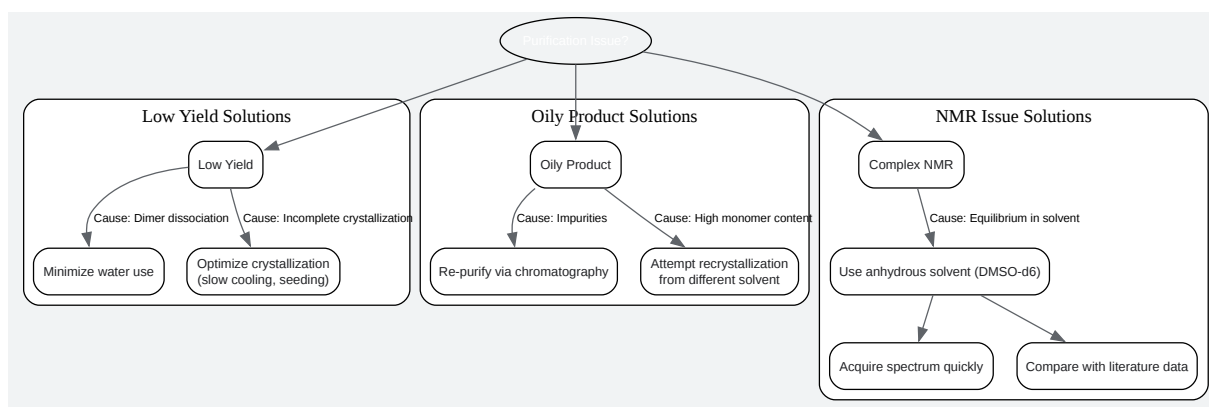 Purification Issue?
Low Yield Solutions
Oily Product Solutions
NMR Issue Solutions
Low Yield
Oily Product
Complex NMR
Cause: Dimer dissociation
Cause: Incomplete crystallization
Cause: Impurities
Cause: High monomer content
Cause: Equilibrium in solvent
Minimize water use
Optimize crystallization
(slow cooling, seeding)
Re-purify via chromatography
Attempt recrystallization
from different solvent
Use anhydrous solvent (DMSO-d6)
Acquire spectrum quickly
Compare with literature data